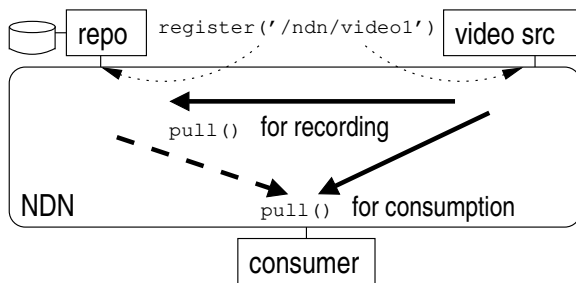 repo register('/ndn/video1') video src
pull() for recording
NDN
pull() for consumption
consumer